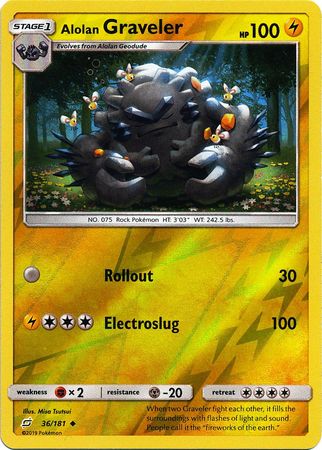 STAGE 1 Alolan Graveler HP 100
Evolves from Alolan Geodude
NO. 075 Rock Pokémon HT: 3'03" WT: 242.5 lbs.
Rollout 30
Electroslug 100
weakness × 2 resistance -20 retreat
Illus. Misa Tsutsui
36/181
©2019 Pokémon
When two Graveler fight each other, it fills the
surroundings with flashes of light and sound.
People call it the "fireworks of the earth."